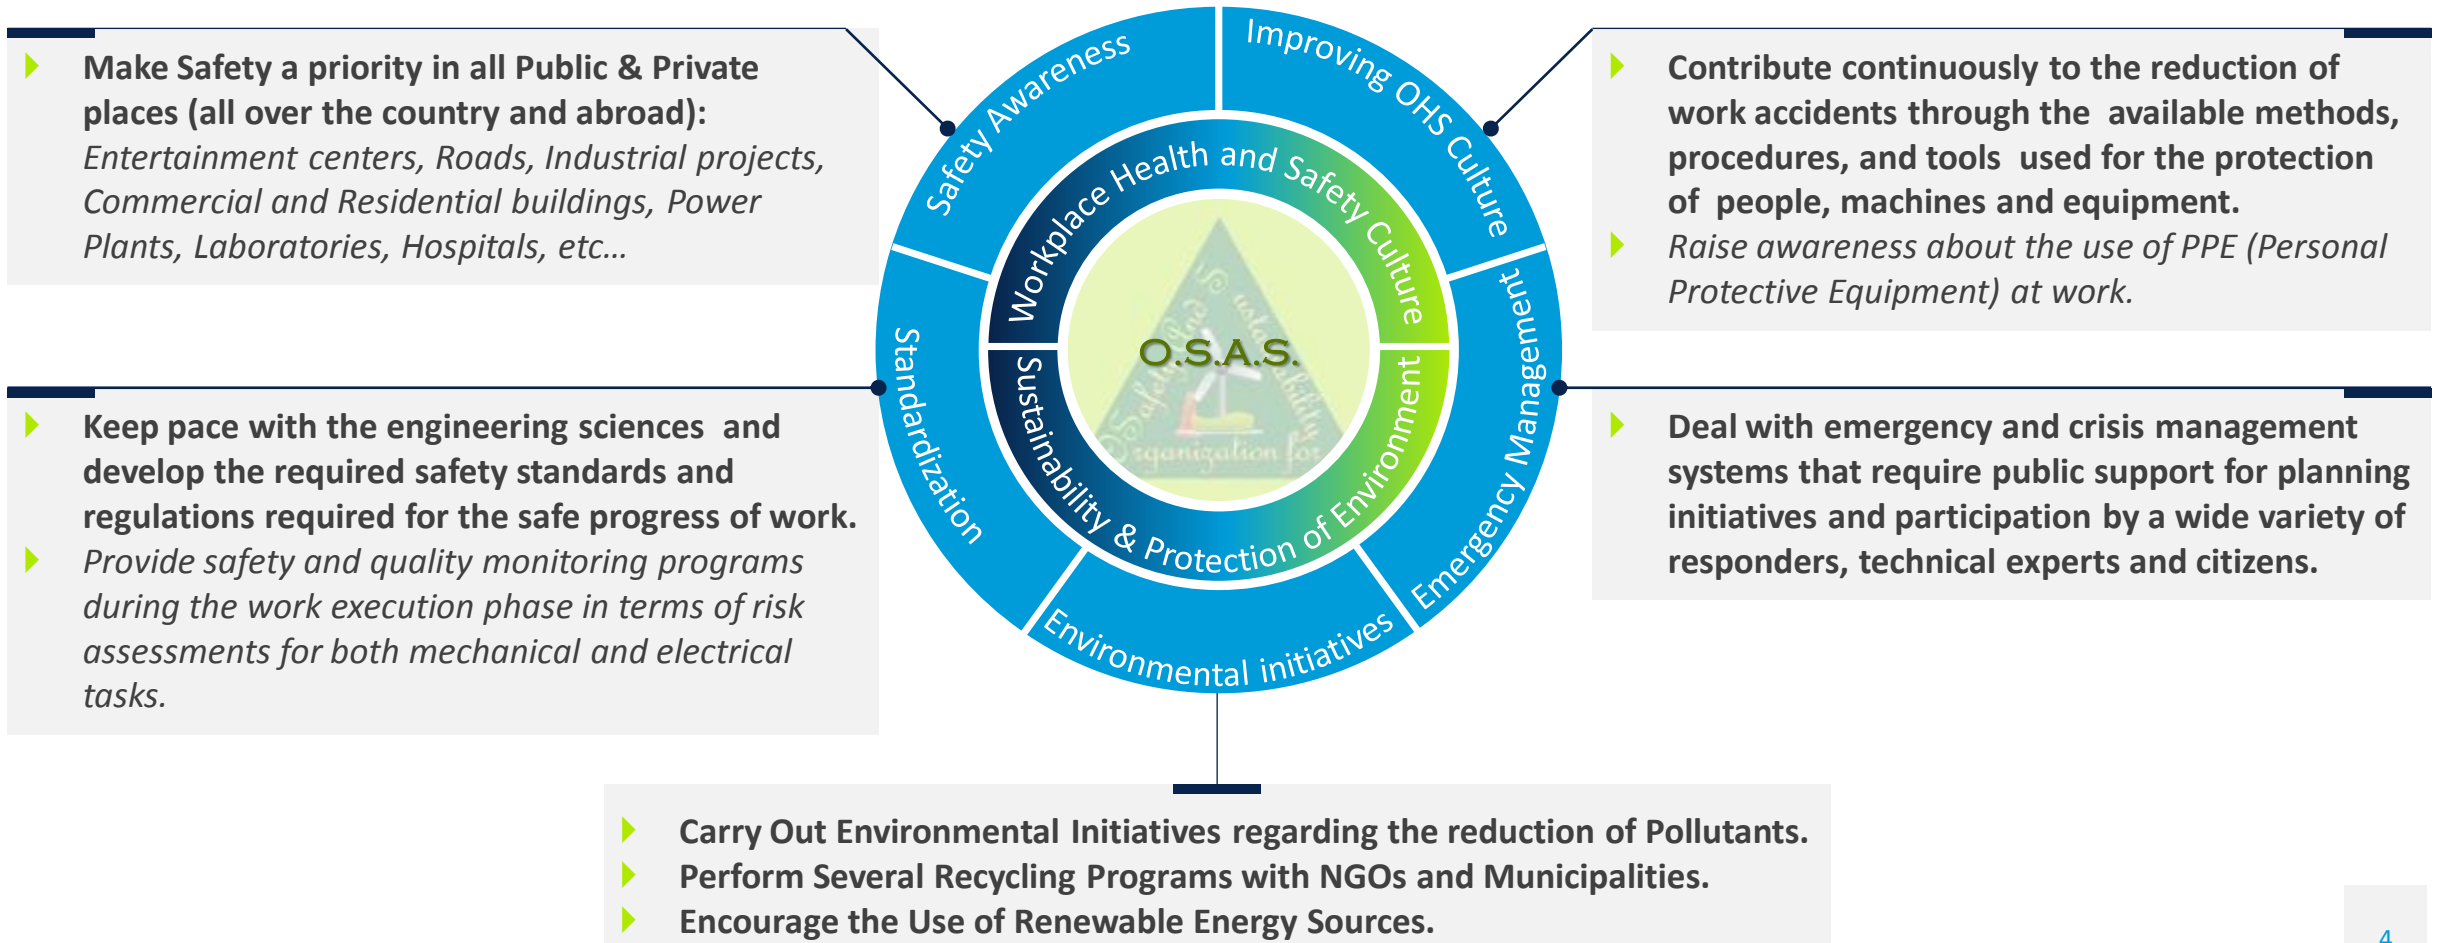 Make Safety a priority in all Public & Private
places (all over the country and abroad):
Entertainment centers, Roads, Industrial projects,
Commercial and Residential buildings, Power
Plants, Laboratories, Hospitals, etc...
Keep pace with the engineering sciences and
develop the required safety standards and
regulations required for the safe progress of work.
Provide safety and quality monitoring programs
during the work execution phase in terms of risk
assessments for both mechanical and electrical
tasks.
Safety Awareness
Improving OHS Culture
Standardization
Emergency Management
Environmental initiatives
Workplace Health and Safety Culture
Sustainability & Protection of Environment
O.S.A.S.
Organization for
Safety and
Sustainability
Contribute continuously to the reduction of
work accidents through the available methods,
procedures, and tools used for the protection
of people, machines and equipment.
Raise awareness about the use of PPE (Personal
Protective Equipment) at work.
Deal with emergency and crisis management
systems that require public support for planning
initiatives and participation by a wide variety of
responders, technical experts and citizens.
Carry Out Environmental Initiatives regarding the reduction of Pollutants.
Perform Several Recycling Programs with NGOs and Municipalities.
Encourage the Use of Renewable Energy Sources.
4